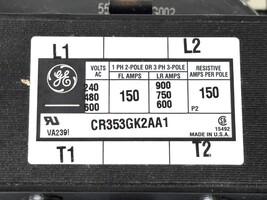 L1 L2
VOLTS AC 1 PH 2-POLE OR 3 PH 3-POLE RESISTIVE AMPS PER POLE
FL AMPS LR AMPS
240 900
480 150 750 150
600 600 P2
VA2391 CR353GK2AA1 15492
MADE IN U.S.A.
T1 T2